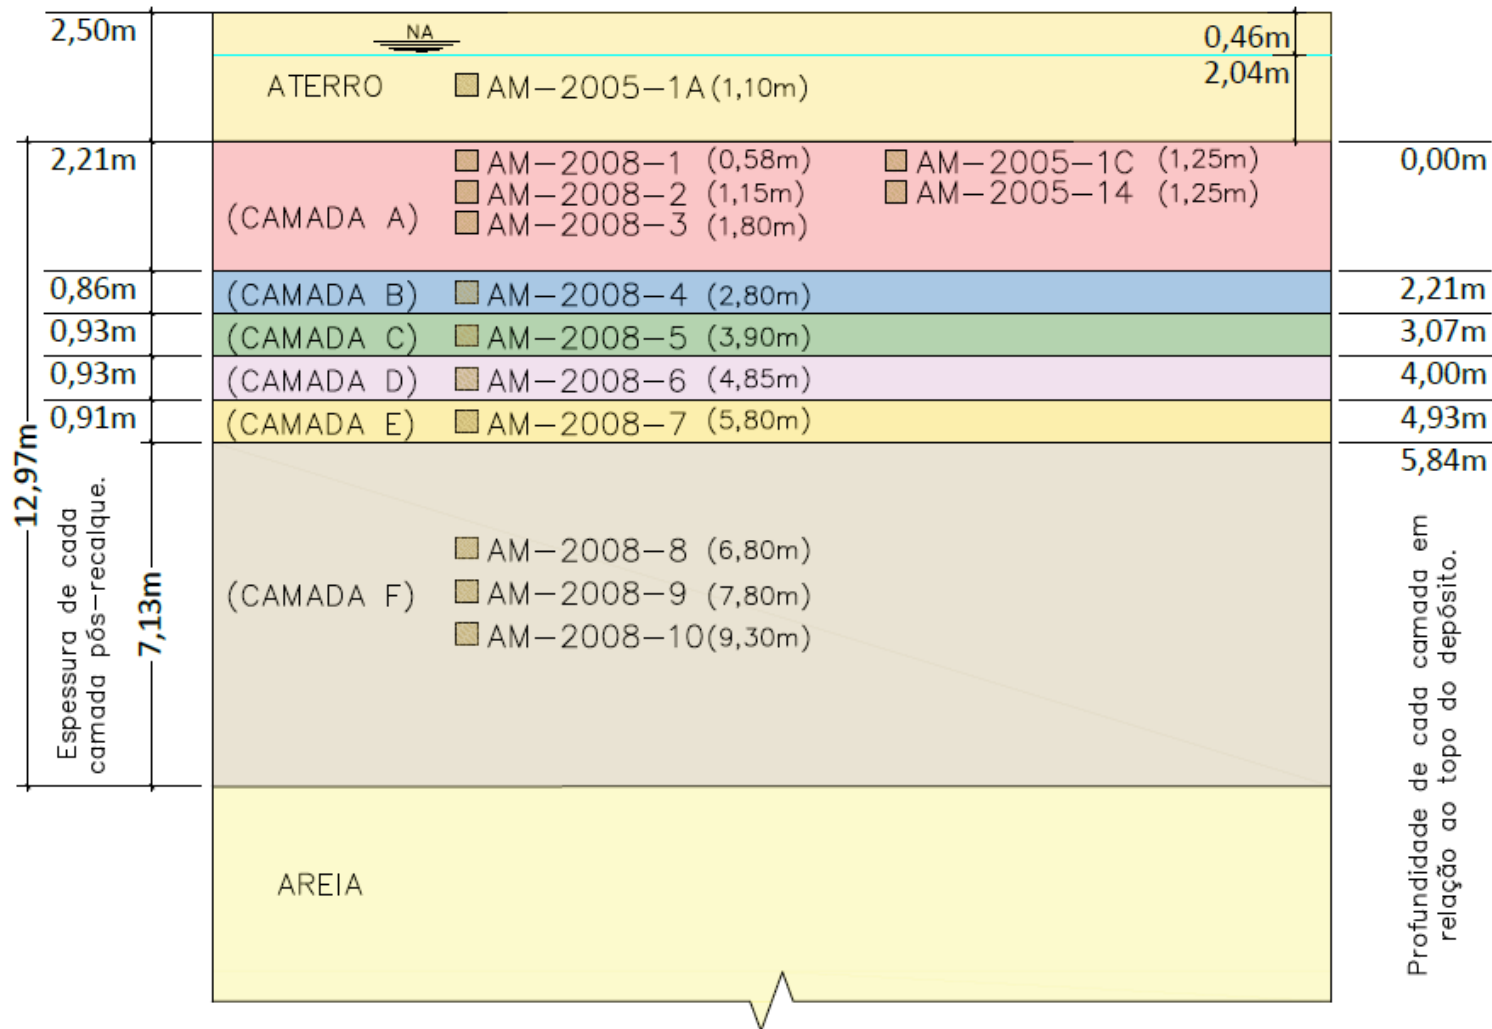 2,50m
NA
0,46m
ATERRO
AM-2005-1A (1,10m)
2,04m
2,21m
AM-2008-1 (0,58m)
AM-2005-1C (1,25m)
0,00m
AM-2008-2 (1,15m)
AM-2005-14 (1,25m)
(CAMADA A)
AM-2008-3 (1,80m)
0,86m
(CAMADA B)
AM-2008-4 (2,80m)
2,21m
0,93m
(CAMADA C)
AM-2008-5 (3,90m)
3,07m
0,93m
(CAMADA D)
AM-2008-6 (4,85m)
4,00m
0,91m
(CAMADA E)
AM-2008-7 (5,80m)
4,93m
5,84m
12,97m
Espessura de cada
camada pós-recalque.
7,13m
(CAMADA F)
AM-2008-8 (6,80m)
AM-2008-9 (7,80m)
AM-2008-10 (9,30m)
Profundidade de cada camada em
relação ao topo do depósito.
AREIA